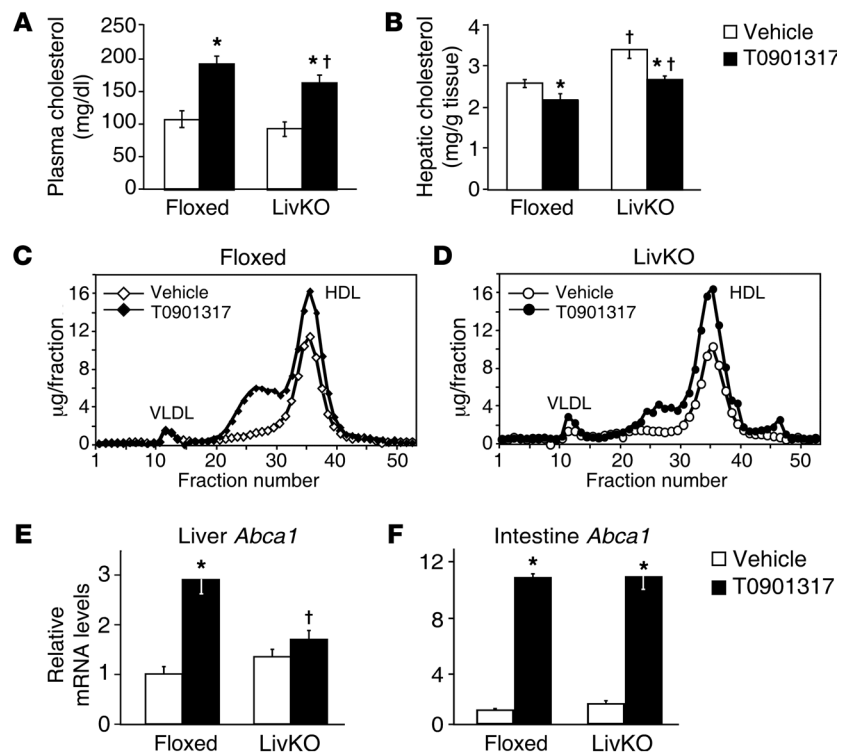 A
Plasma cholesterol
(mg/dl)
250
200
150
100
50
0
*
* †
Floxed
LivKO
B
Hepatic cholesterol
(mg/g tissue)
4
3
2
1
0
*
†
* †
Floxed
LivKO
Vehicle
T0901317
C
Floxed
Vehicle
T0901317
HDL
VLDL
μg/fraction
16
12
8
4
0
1 10 20 30 40 50
Fraction number
D
LivKO
Vehicle
T0901317
HDL
VLDL
μg/fraction
16
12
8
4
0
1 10 20 30 40 50
Fraction number
E
Liver Abca1
Relative
mRNA levels
3
2
1
0
*
†
Floxed
LivKO
F
Intestine Abca1
12
8
4
0
*
*
Floxed
LivKO
Vehicle
T0901317